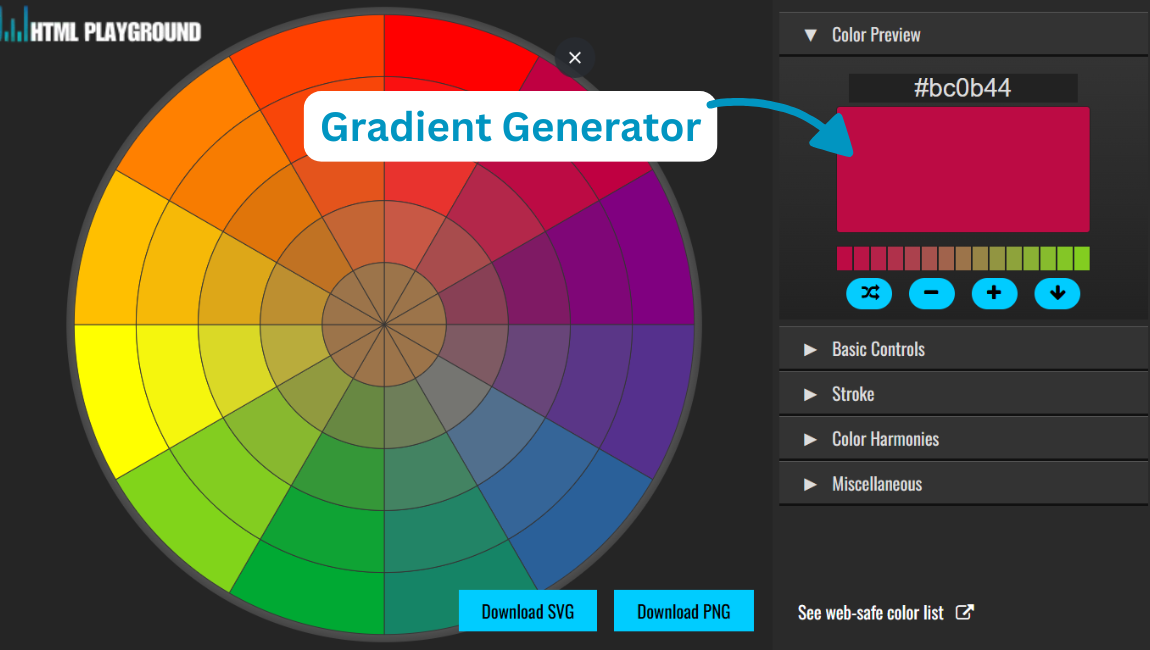 HTML PLAYGROUND
Gradient Generator
Color Preview
#bc0b44
Basic Controls
Stroke
Color Harmonies
Miscellaneous
Download SVG
Download PNG
See web-safe color list